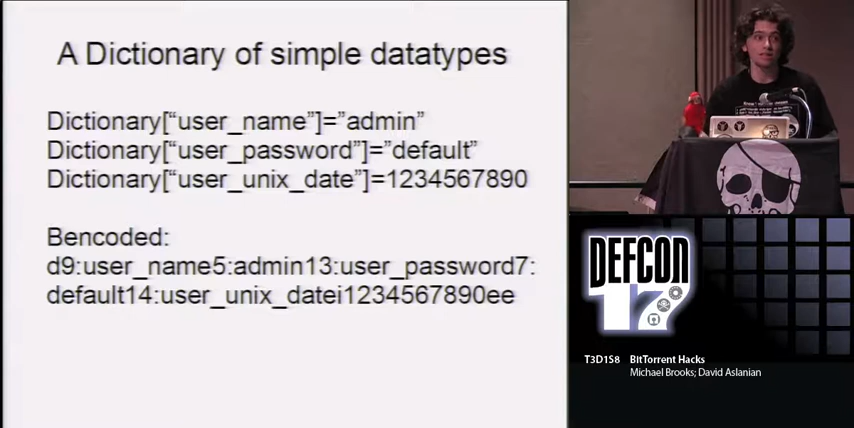 A Dictionary of simple datatypes
Dictionary[“user_name”]=”admin”
Dictionary[“user_password”]=”default”
Dictionary[“user_unix_date”]=1234567890
Bencoded:
d9:user_name5:admin13:user_password7:
default14:user_unix_datei1234567890ee
DEFCON
17
T3D1S8 BitTorrent Hacks
Michael Brooks; David Aslanian